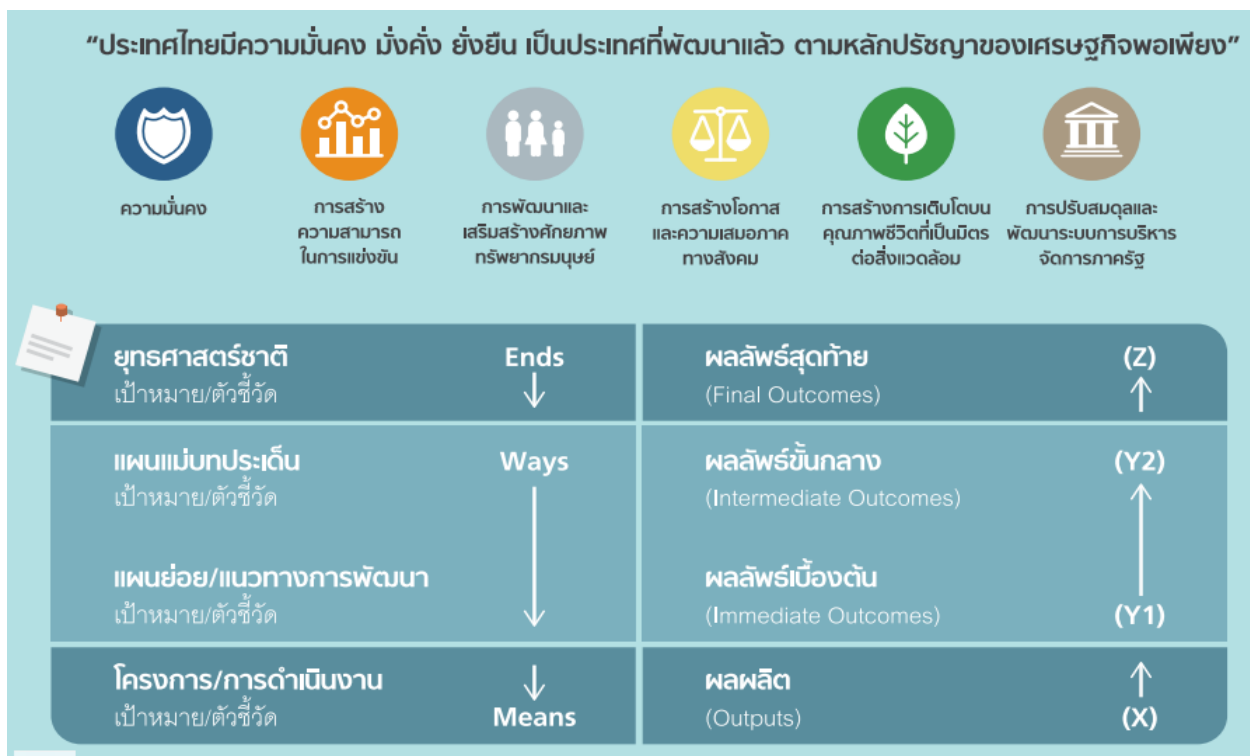 “ประเทศไทยมีความมั่นคง มั่งคั่ง ยั่งยืน เป็นประเทศที่พัฒนาแล้ว ตามหลักปรัชญาของเศรษฐกิจพอเพียง”
ความมั่นคง
การสร้าง
ความสามารถ
ในการแข่งขัน
การพัฒนาและ
เสริมสร้างศักยภาพ
ทรัพยากรมนุษย์
การสร้างโอกาส
และความเสมอภาค
ทางสังคม
การสร้างการเติบโตบน
คุณภาพชีวิตที่เป็นมิตร
ต่อสิ่งแวดล้อม
การปรับสมดุลและ
พัฒนาระบบการบริหาร
จัดการภาครัฐ
ยุทธศาสตร์ชาติ Ends
เป้าหมาย/ตัวชี้วัด
ผลลัพธ์สุดท้าย (Z)
(Final Outcomes)
แผนแม่บทประเด็น Ways
เป้าหมาย/ตัวชี้วัด
ผลลัพธ์ขั้นกลาง (Y2)
(Intermediate Outcomes)
แผนย่อย/แนวทางการพัฒนา
เป้าหมาย/ตัวชี้วัด
ผลลัพธ์เบื้องต้น
(Immediate Outcomes) (Y1)
โครงการ/การดำเนินงาน
เป้าหมาย/ตัวชี้วัด Means
ผลผลิต
(Outputs) (X)